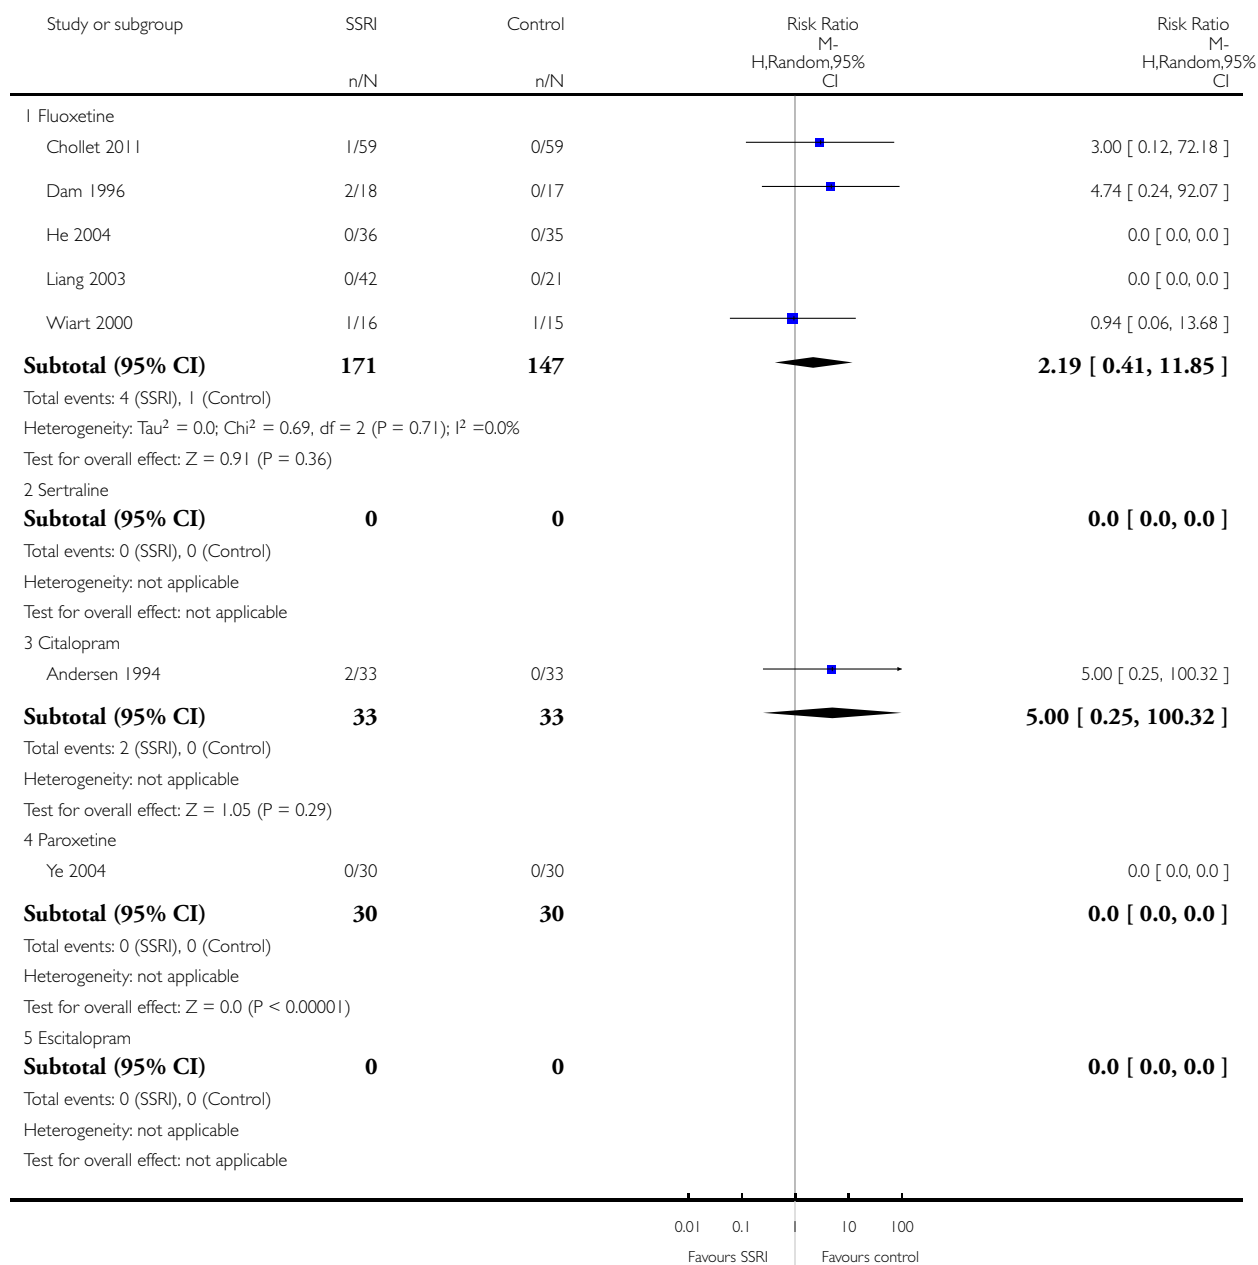 Study or subgroup SSRI Control Risk Ratio Risk Ratio
M- M-
H,Random,95% H,Random,95%
n/N n/N CI CI
1 Fluoxetine
Chollet 2011 1/59 0/59 3.00 [ 0.12, 72.18 ]
Dam 1996 2/18 0/17 4.74 [ 0.24, 92.07 ]
He 2004 0/36 0/35 0.0 [ 0.0, 0.0 ]
Liang 2003 0/42 0/21 0.0 [ 0.0, 0.0 ]
Wiart 2000 1/16 1/15 0.94 [ 0.06, 13.68 ]
Subtotal (95% CI) 171 147 2.19 [ 0.41, 11.85 ]
Total events: 4 (SSRI), 1 (Control)
Heterogeneity: Tau² = 0.0; Chi² = 0.69, df = 2 (P = 0.71); I² =0.0%
Test for overall effect: Z = 0.91 (P = 0.36)
2 Sertraline
Subtotal (95% CI) 0 0 0.0 [ 0.0, 0.0 ]
Total events: 0 (SSRI), 0 (Control)
Heterogeneity: not applicable
Test for overall effect: not applicable
3 Citalopram
Andersen 1994 2/33 0/33 5.00 [ 0.25, 100.32 ]
Subtotal (95% CI) 33 33 5.00 [ 0.25, 100.32 ]
Total events: 2 (SSRI), 0 (Control)
Heterogeneity: not applicable
Test for overall effect: Z = 1.05 (P = 0.29)
4 Paroxetine
Ye 2004 0/30 0/30 0.0 [ 0.0, 0.0 ]
Subtotal (95% CI) 30 30 0.0 [ 0.0, 0.0 ]
Total events: 0 (SSRI), 0 (Control)
Heterogeneity: not applicable
Test for overall effect: Z = 0.0 (P < 0.00001)
5 Escitalopram
Subtotal (95% CI) 0 0 0.0 [ 0.0, 0.0 ]
Total events: 0 (SSRI), 0 (Control)
Heterogeneity: not applicable
Test for overall effect: not applicable
0.01 0.1 1 10 100
Favours SSRI Favours control